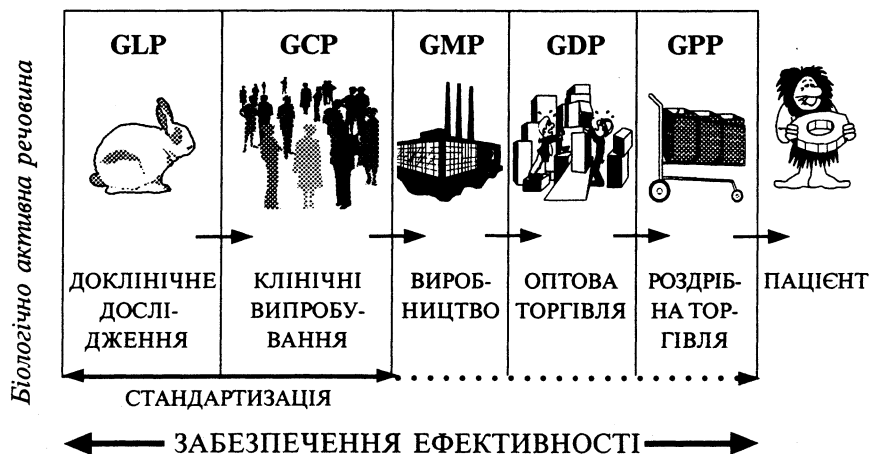 Біологічно активна речовина
GLP
GCP
GMP
GDP
GPP
ДОКЛІНІЧНЕ
ДОСЛІ-
ДЖЕННЯ
КЛІНІЧНІ
ВИПРОБУ-
ВАННЯ
ВИРОБ-
НИЦТВО
ОПТОВА
ТОРГІВЛЯ
РОЗДРІБ-
НА ТОР-
ГІВЛЯ
ПАЦІЄНТ
СТАНДАРТИЗАЦІЯ
ЗАБЕЗПЕЧЕННЯ ЕФЕКТИВНОСТІ